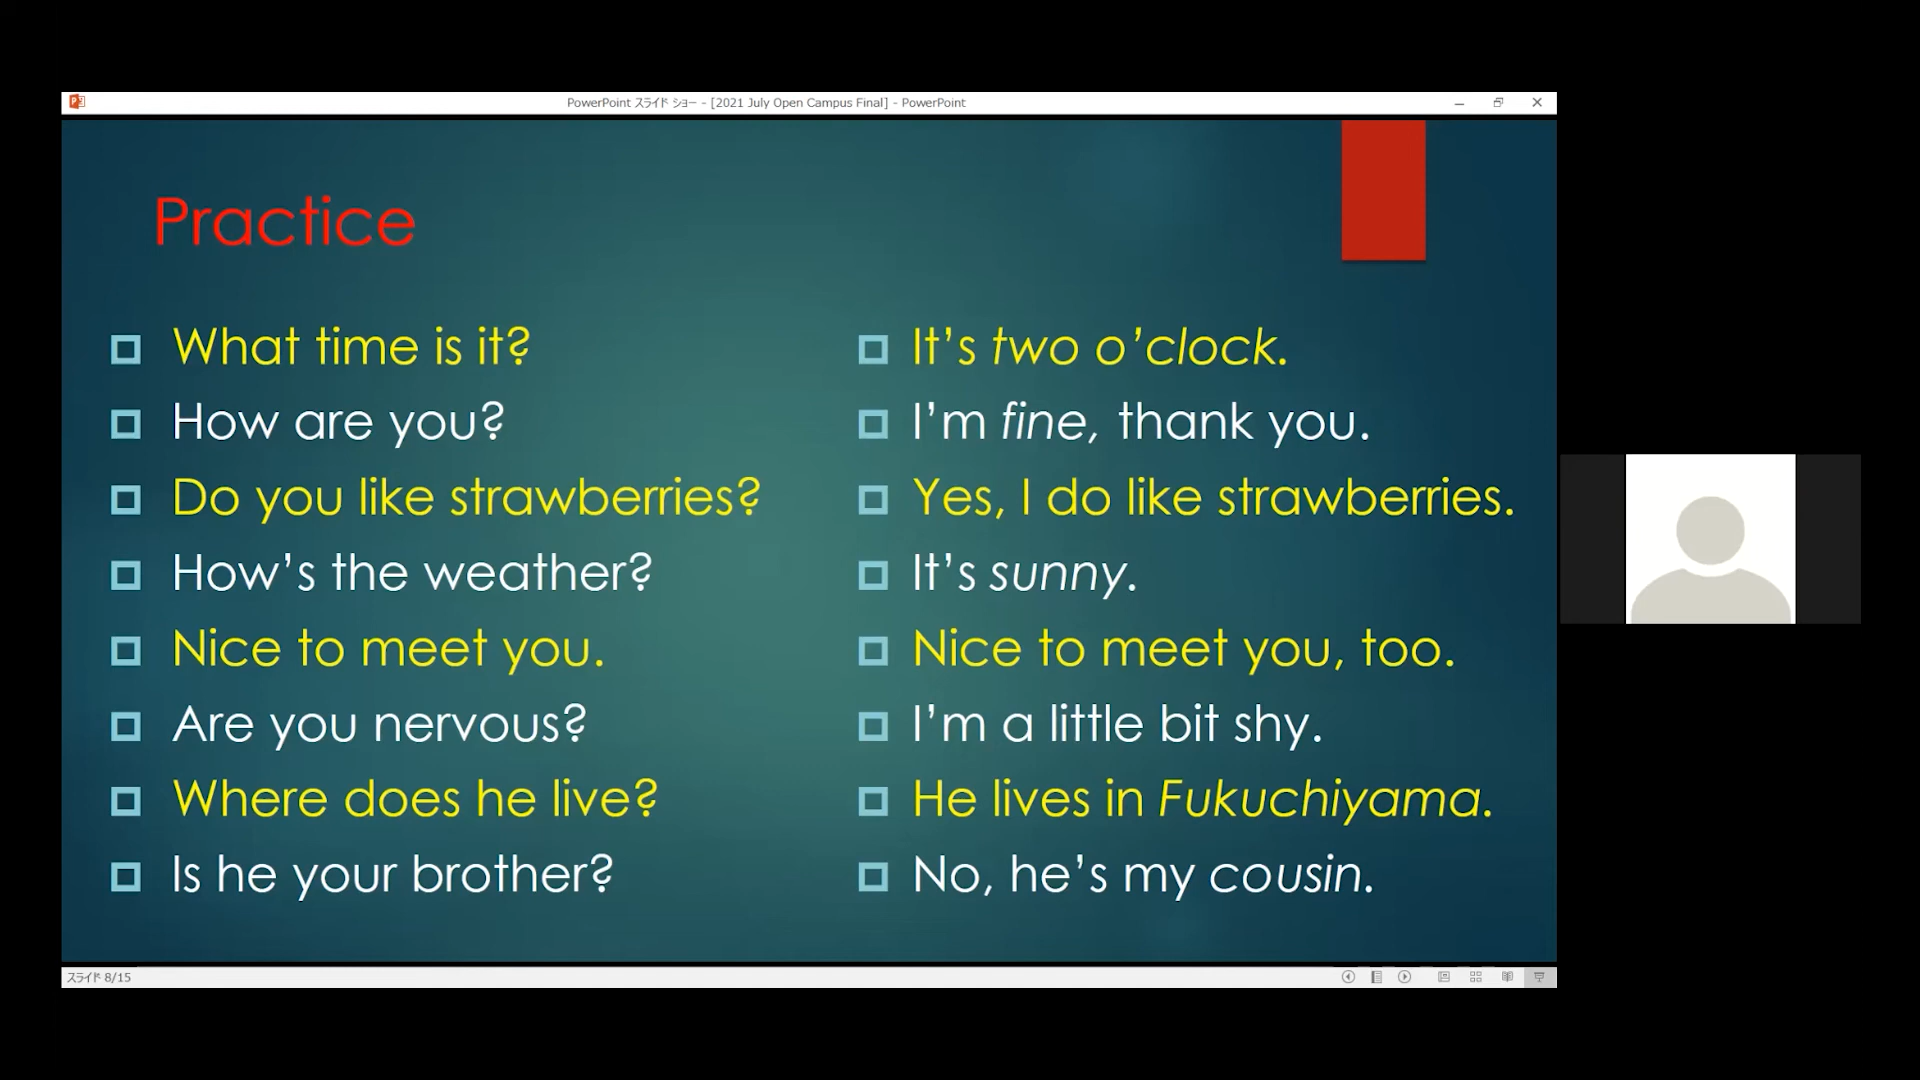 PowerPoint スライド ショー - [2021 July Open Campus Final] - PowerPoint
Practice
What time is it?
How are you?
Do you like strawberries?
How’s the weather?
Nice to meet you.
Are you nervous?
Where does he live?
Is he your brother?
It’s two o’clock.
I’m fine, thank you.
Yes, I do like strawberries.
It’s sunny.
Nice to meet you, too.
I’m a little bit shy.
He lives in Fukuchiyama.
No, he’s my cousin.
スライド 8/15